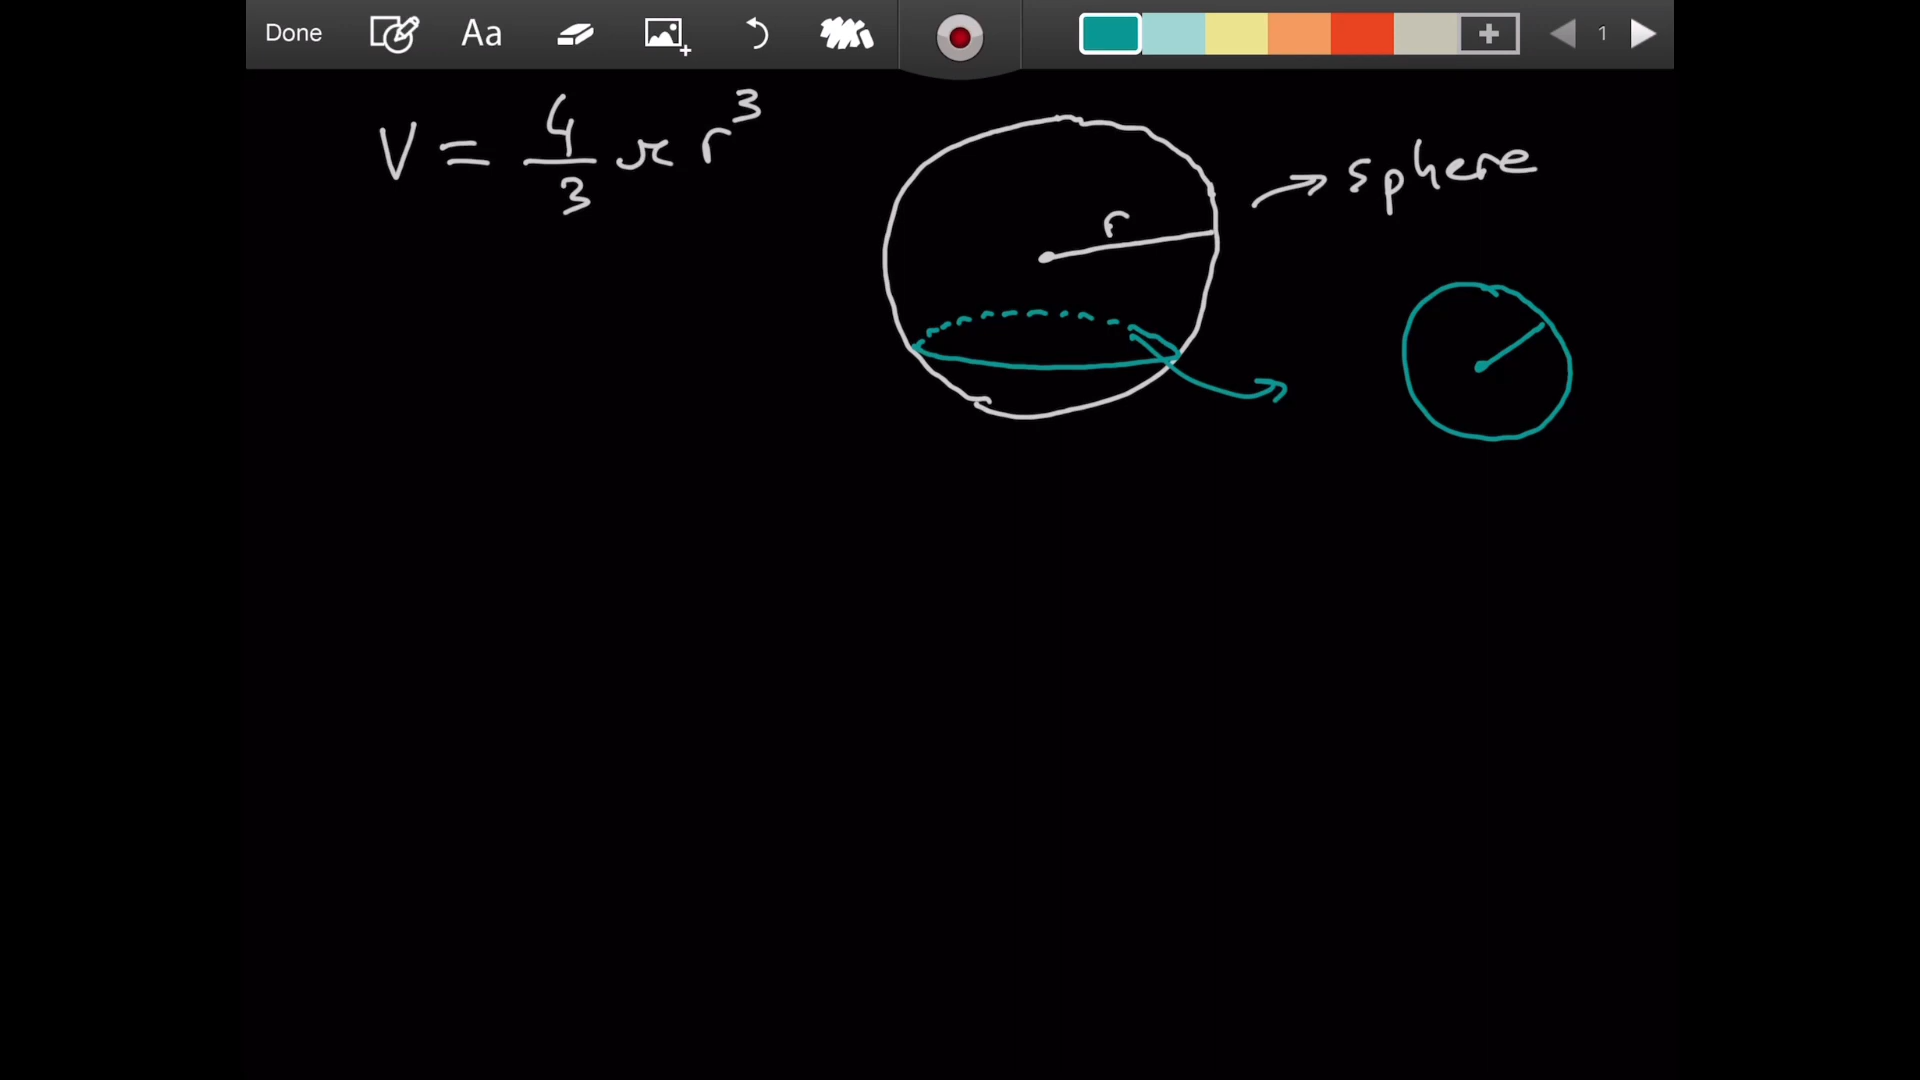 Done Aa 1
V = 4/3 π r³
r
→ sphere